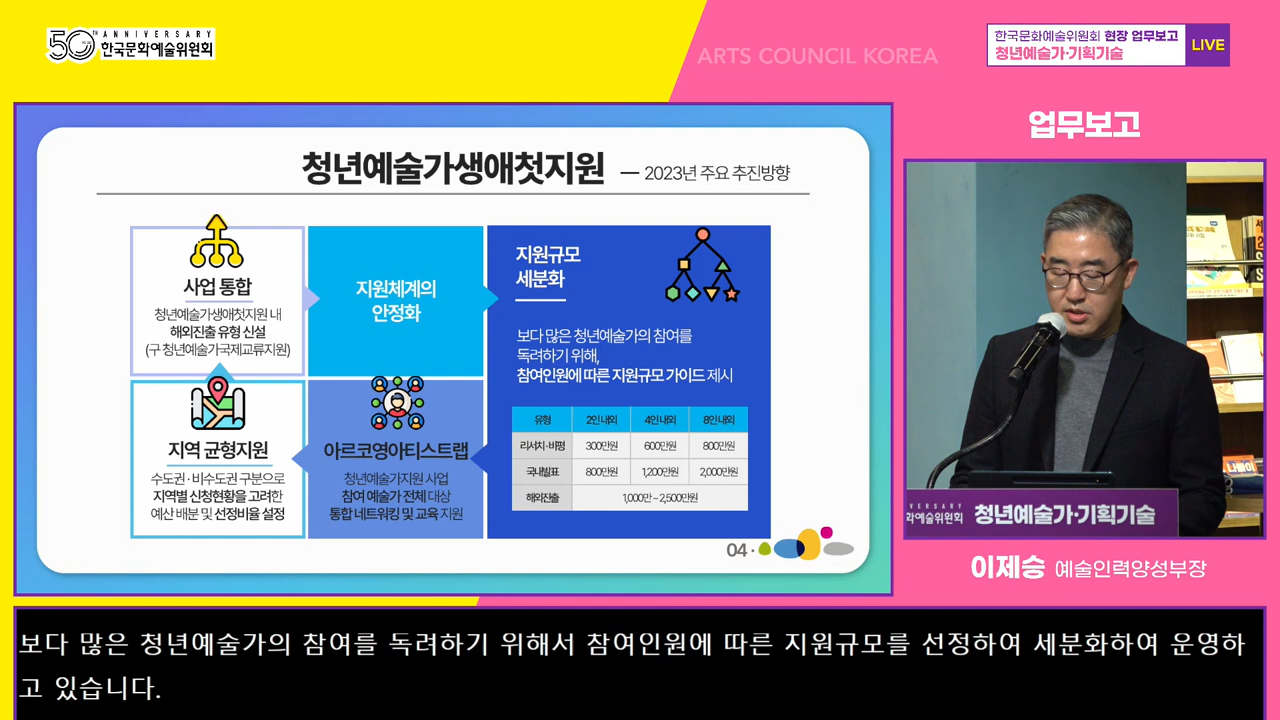 50TH ANNIVERSARY
한국문화예술위원회
ARTS COUNCIL KOREA
한국문화예술위원회 현장 업무보고
청년예술가·기획기술
LIVE
청년예술가생애첫지원 — 2023년 주요 추진방향
사업 통합
청년예술가생애첫지원 내
해외진출 유형 신설
(구 청년예술가국제교류지원)
지원체계의
안정화
지원규모
세분화
보다 많은 청년예술가의 참여를
독려하기 위해,
참여인원에 따른 지원규모 가이드 제시
유형 2인 내외 4인 내외 8인 내외
리서치·비평 300만원 600만원 800만원
국내발표 800만원 1,200만원 2,000만원
해외진출 1,000만~2,500만원
지역 균형지원
수도권·비수도권 구분으로
지역별 신청현황을 고려한
예산 배분 및 선정비율 설정
아르코영아티스트랩
청년예술가지원 사업
참여 예술가 전체 대상
통합 네트워킹 및 교육 지원
04
업무보고
VERSARY
화예술위원회
청년예술가·기획기술
이제승 예술인력양성부장
보다 많은 청년예술가의 참여를 독려하기 위해서 참여인원에 따른 지원규모를 선정하여 세분화하여 운영하
고 있습니다.